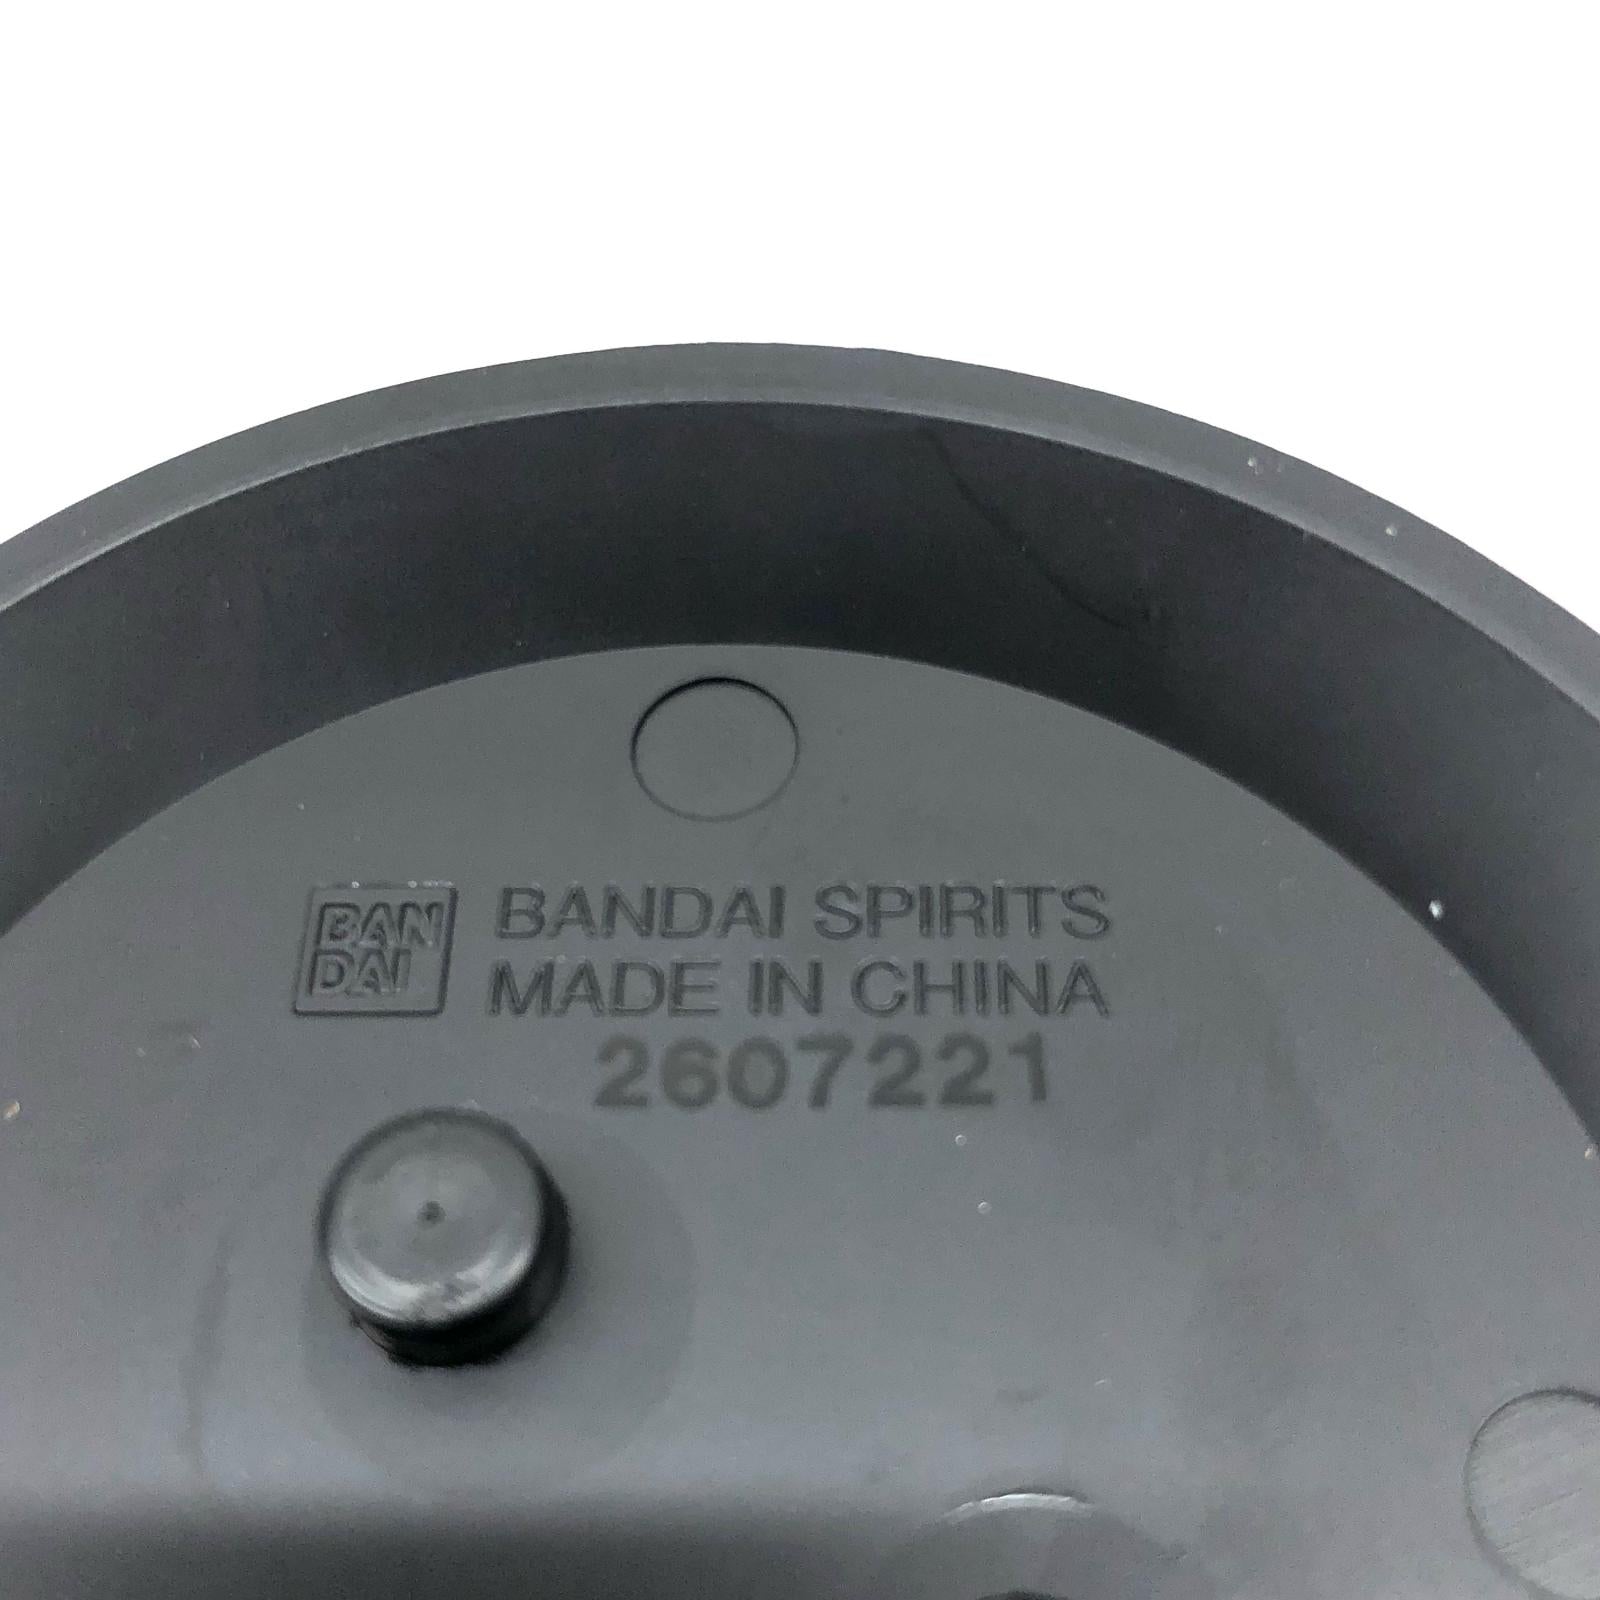 BAN
DAI
BANDAI SPIRITS
MADE IN CHINA
2607221